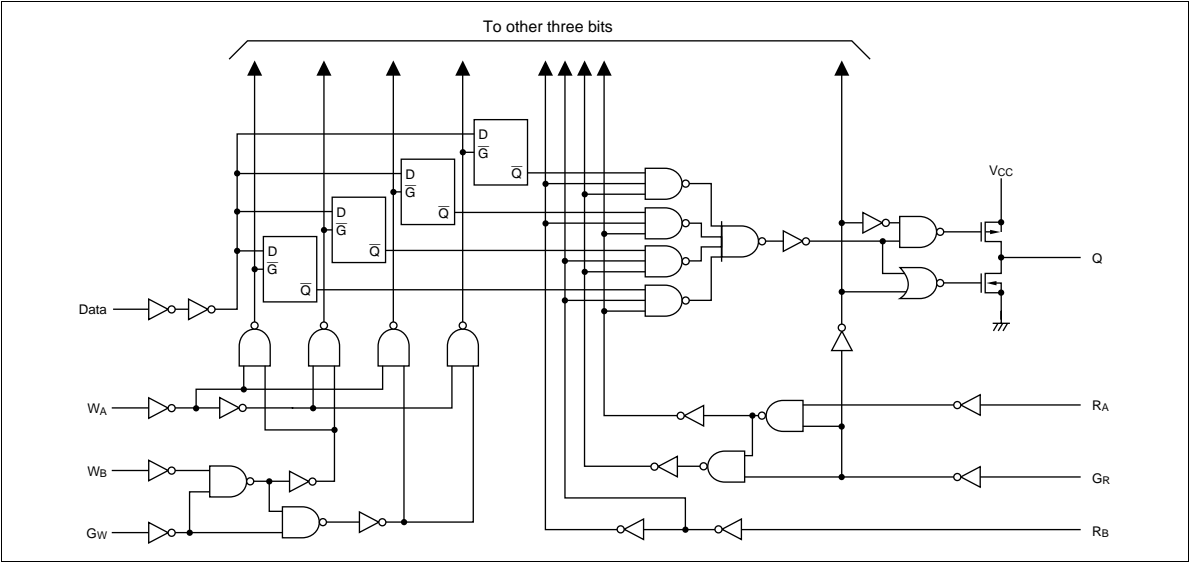 To other three bits
D
G̅
Q̅
D
G̅
Q̅
VCC
D
G̅
Q̅
D
G̅
Q̅
Q
Data
WA
RA
WB
GR
GW
RB